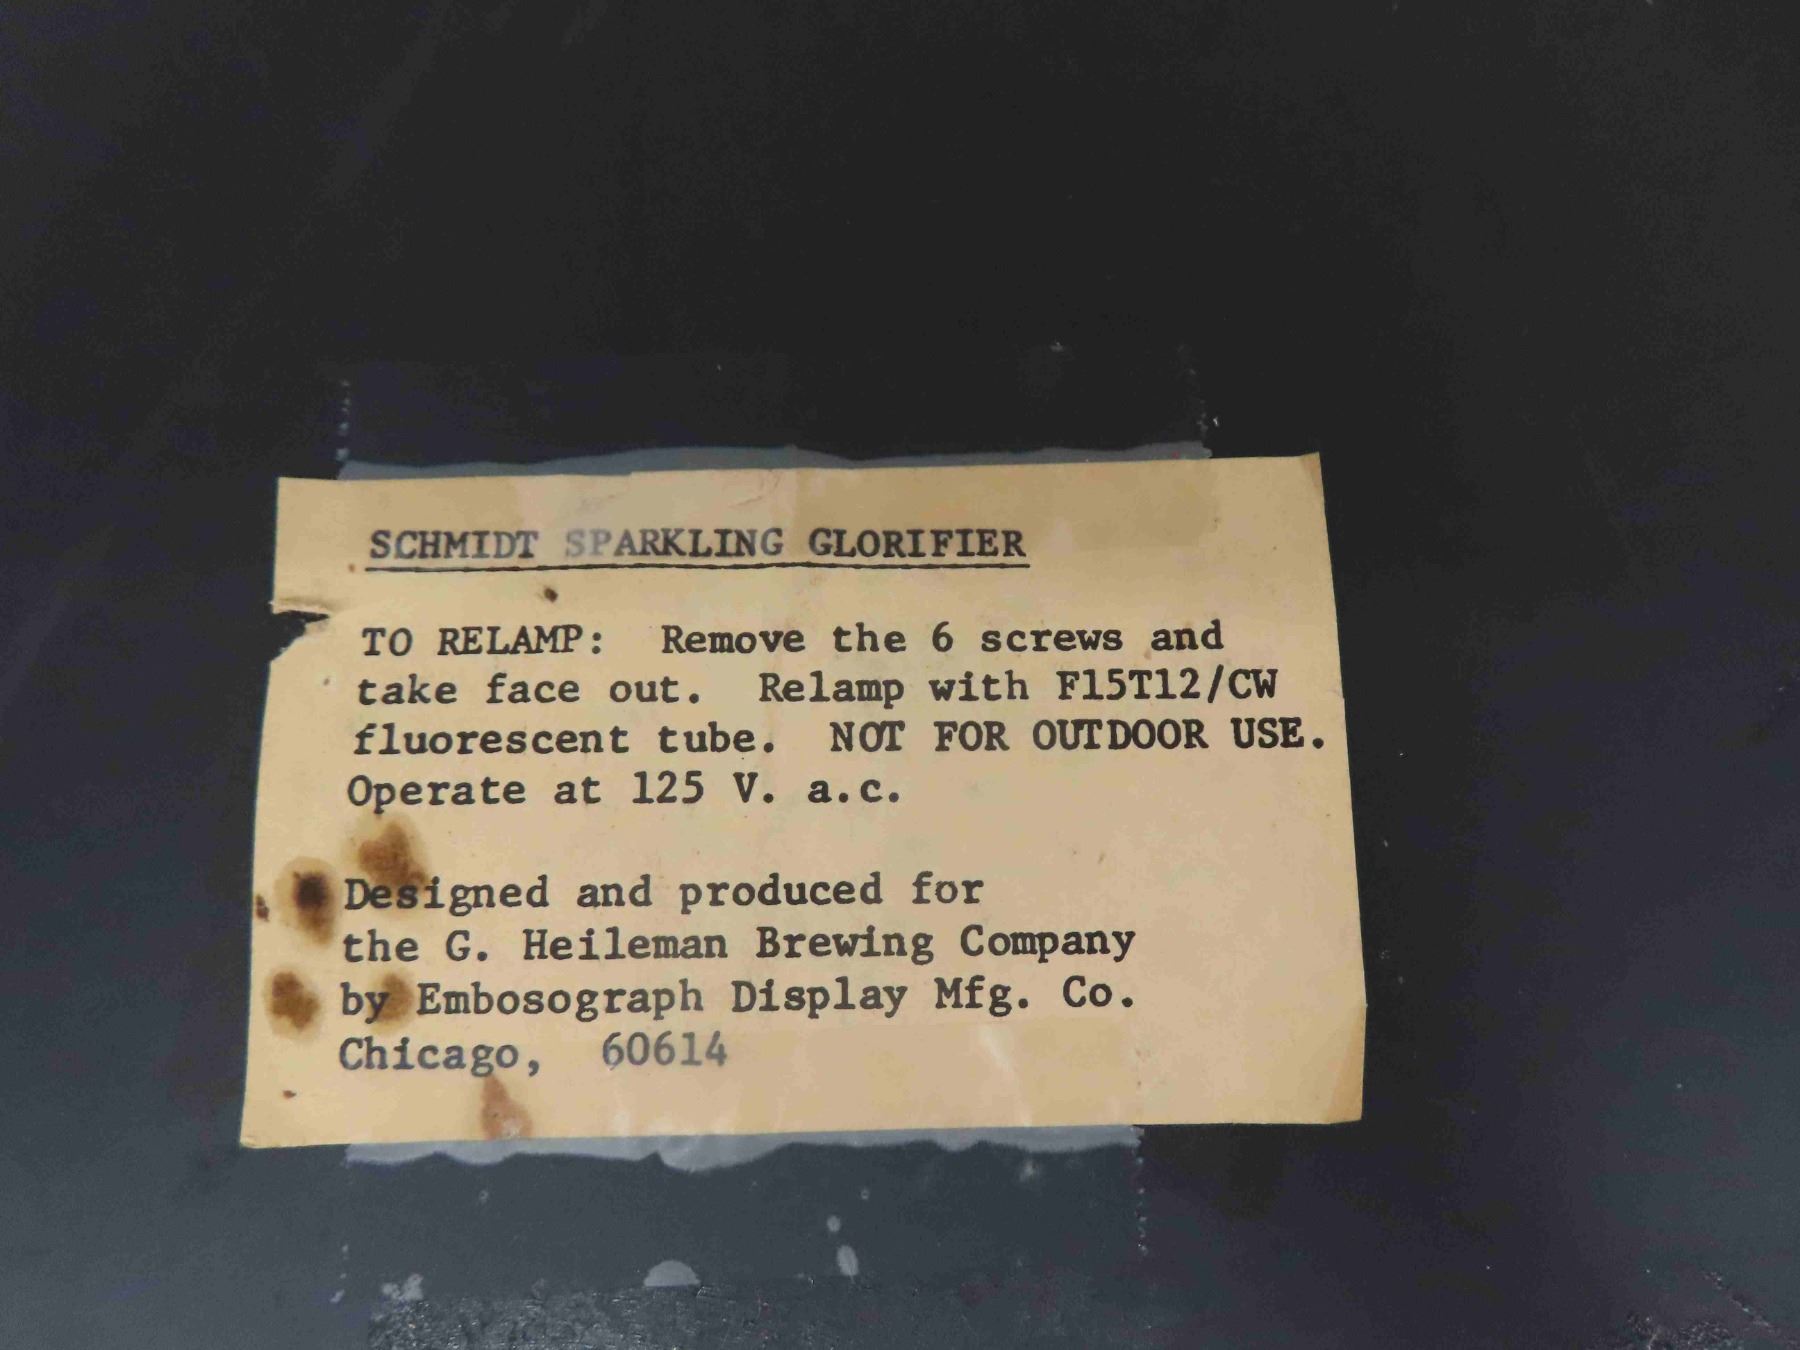 SCHMIDT SPARKLING GLORIFIER
TO RELAMP: Remove the 6 screws and
take face out. Relamp with F15T12/CW
fluorescent tube. NOT FOR OUTDOOR USE.
Operate at 125 V. a.c.
Designed and produced for
the G. Heileman Brewing Company
by Embosograph Display Mfg. Co.
Chicago, 60614